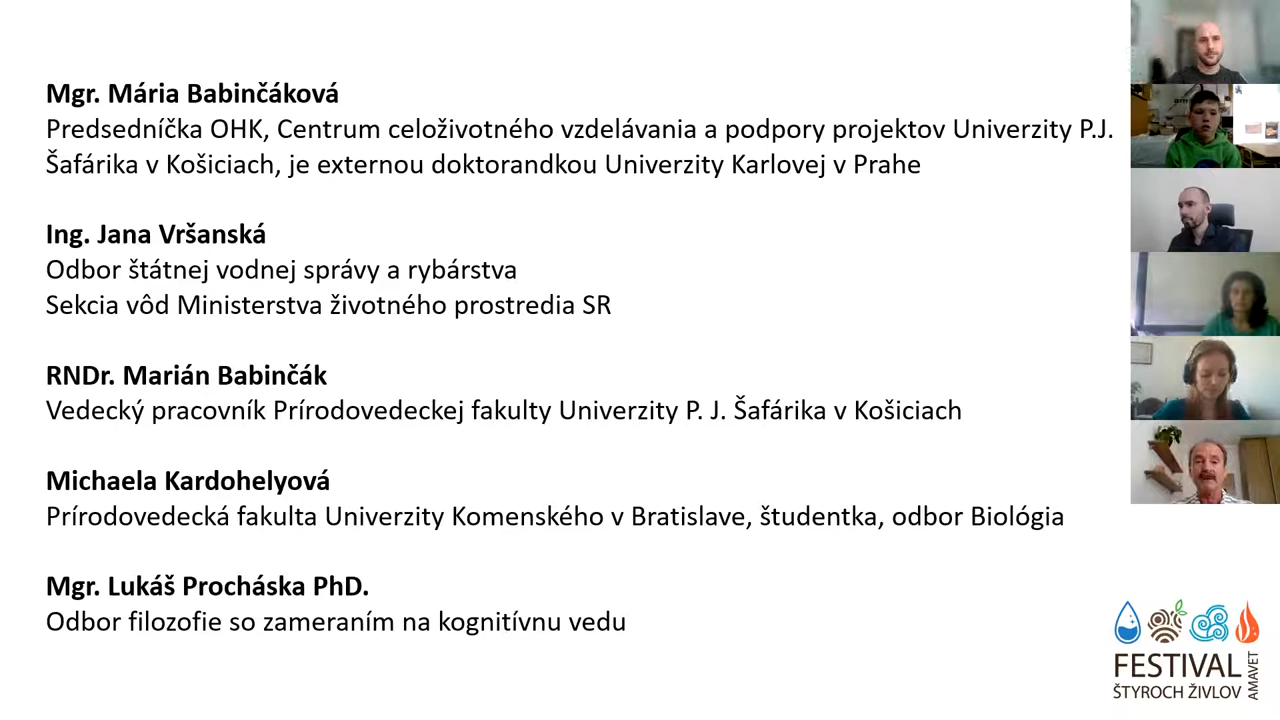 Mgr. Mária Babinčáková
Predsedníčka OHK, Centrum celoživotného vzdelávania a podpory projektov Univerzity P.J.
Šafárika v Košiciach, je externou doktorandkou Univerzity Karlovej v Prahe
Ing. Jana Vršanská
Odbor štátnej vodnej správy a rybárstva
Sekcia vôd Ministerstva životného prostredia SR
RNDr. Marián Babinčák
Vedecký pracovník Prírodovedeckej fakulty Univerzity P. J. Šafárika v Košiciach
Michaela Kardohelyová
Prírodovedecká fakulta Univerzity Komenského v Bratislave, študentka, odbor Biológia
Mgr. Lukáš Procháska PhD.
Odbor filozofie so zameraním na kognitívnu vedu
FESTIVAL
ŠTYROCH ŽIVLOV
AMAVET